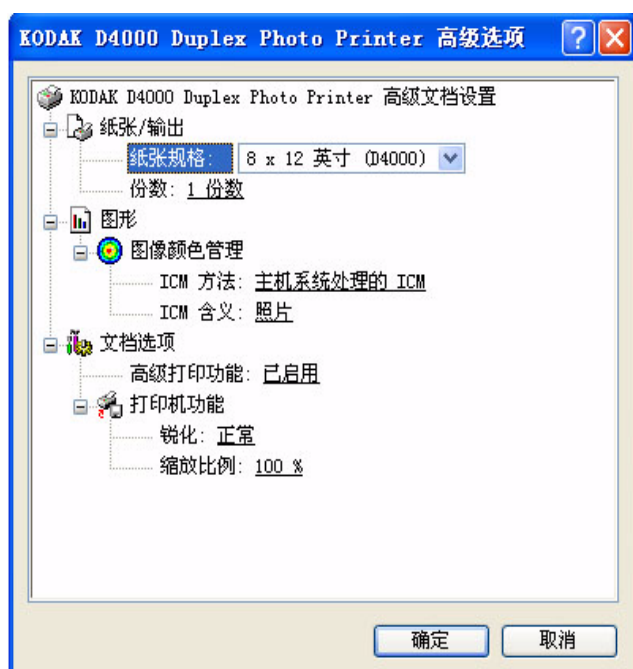 KODAK D4000 Duplex Photo Printer 高级选项
KODAK D4000 Duplex Photo Printer 高级文档设置
纸张/输出
纸张规格: 8 x 12 英寸 (D4000)
份数: 1 份数
图形
图像颜色管理
ICM 方法: 主机系统处理的 ICM
ICM 含义: 照片
文档选项
高级打印功能: 已启用
打印机功能
锐化: 正常
缩放比例: 100 %
确定 取消